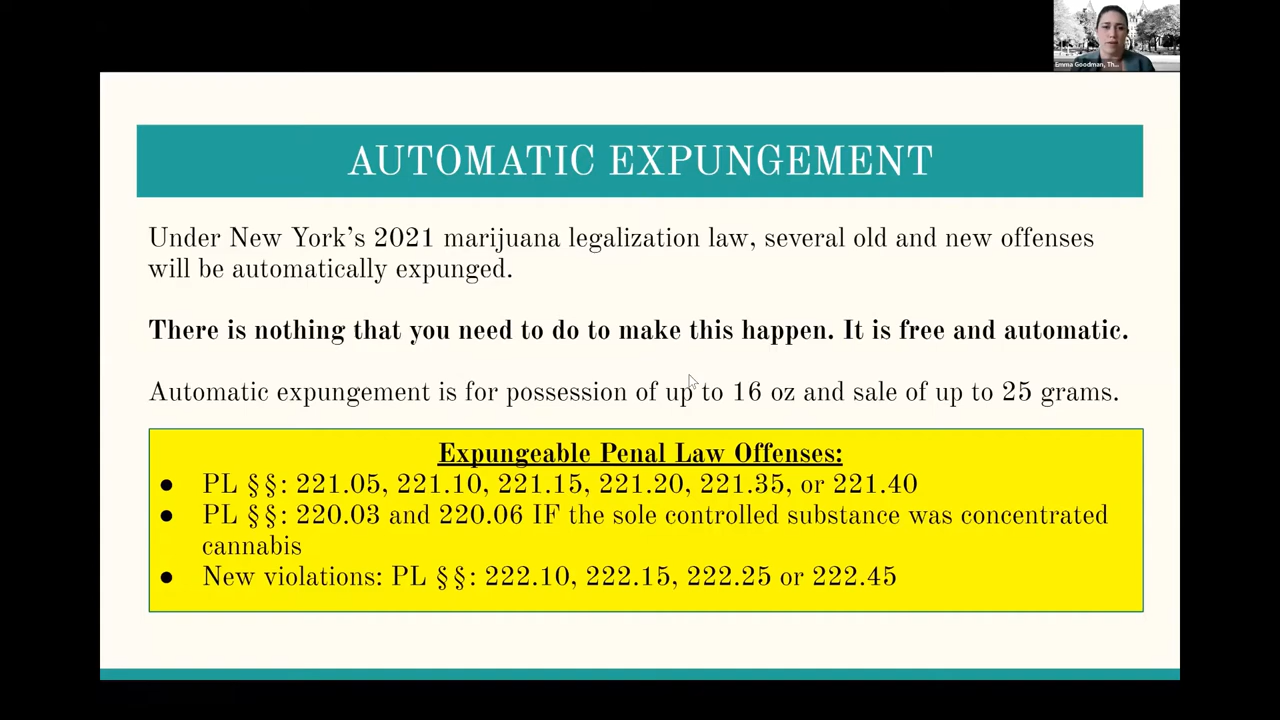 Emma Goodman, Th...
AUTOMATIC EXPUNGEMENT
Under New York's 2021 marijuana legalization law, several old and new offenses
will be automatically expunged.
There is nothing that you need to do to make this happen. It is free and automatic.
Automatic expungement is for possession of up to 16 oz and sale of up to 25 grams.
Expungeable Penal Law Offenses:
● PL §§: 221.05, 221.10, 221.15, 221.20, 221.35, or 221.40
● PL §§: 220.03 and 220.06 IF the sole controlled substance was concentrated
cannabis
● New violations: PL §§: 222.10, 222.15, 222.25 or 222.45